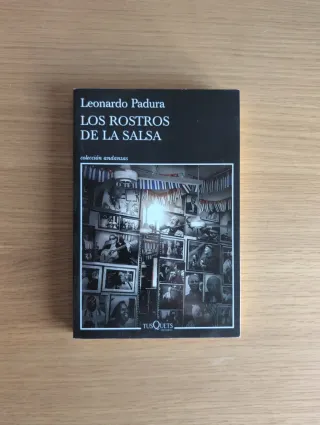 Leonardo Padura
LOS ROSTROS
DE LA SALSA
colección andanzas
TUSQUETS